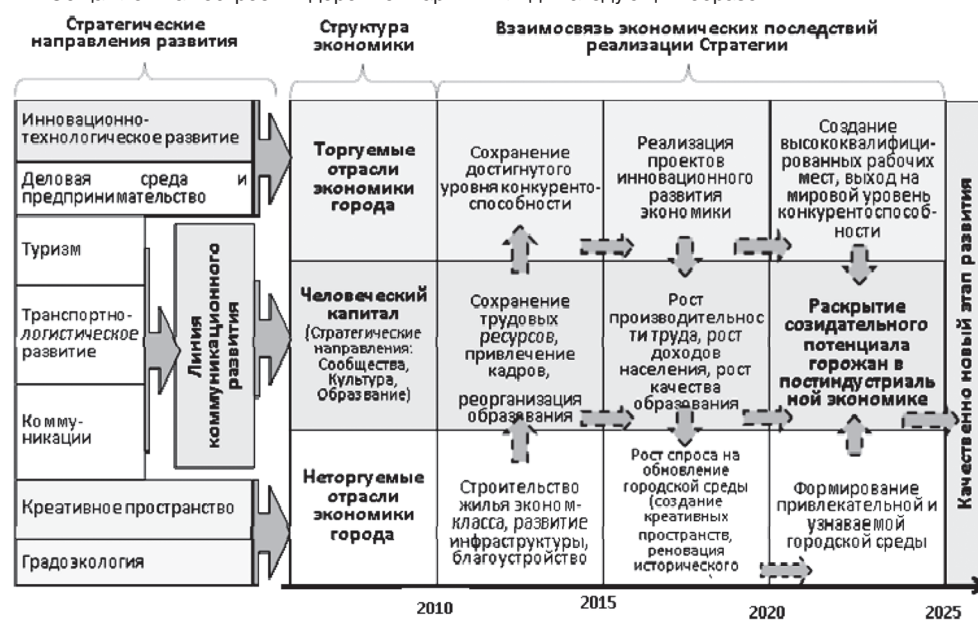 Стратегические
направления развития
Структура
экономики
Взаимосвязь экономических последствий
реализации Стратегии
Инновационно-
технологическое развитие
Деловая среда и
предпринимательство
Туризм
Транспортно-
логистическое
развитие
Комму-
никации
Линия
коммуникационного
развития
Креативное пространство
Градоэкология
Торгуемые
отрасли
экономики
города
Сохранение
достигнутого
уровня конкуренто-
способности
Реализация
проектов
инновационного
развития
экономики
Создание
высококвалифици-
рованных рабочих
мест, выход на
мировой уровень
конкурентоспособ-
ности
Человеческий
капитал
(Стратегические
направления:
Сообщества,
Культура,
Образвание)
Сохранение
трудовых
ресурсов,
привлечение
кадров,
реорганизация
образования
Рост
производительнос
ти труда, рост
доходов
населения, рост
качества
образования
Раскрытие
созидательного
потенциала
горожан в
постиндустриаль
ной экономике
Неторгуемые
отрасли
экономики
города
Строительство
жилья эконом-
класса, развитие
инфраструктуры,
благоустройство
Рост спроса на
обновление
городской среды
(создание
креативных
пространств,
реновация
исторического
Формирование
привлекательной и
узнаваемой
городской среды
Качественно новый этап развития
2010
2015
2020
2025